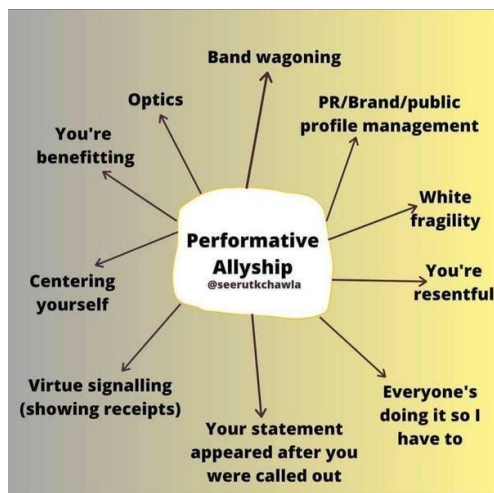 Band wagoning
Optics
PR/Brand/public
profile management
You're
benefitting
White
fragility
Performative
Allyship
@seerutkchawla
Centering
yourself
You're
resentful
Virtue signalling
(showing receipts)
Everyone's
doing it so I
have to
Your statement
appeared after you
were called out